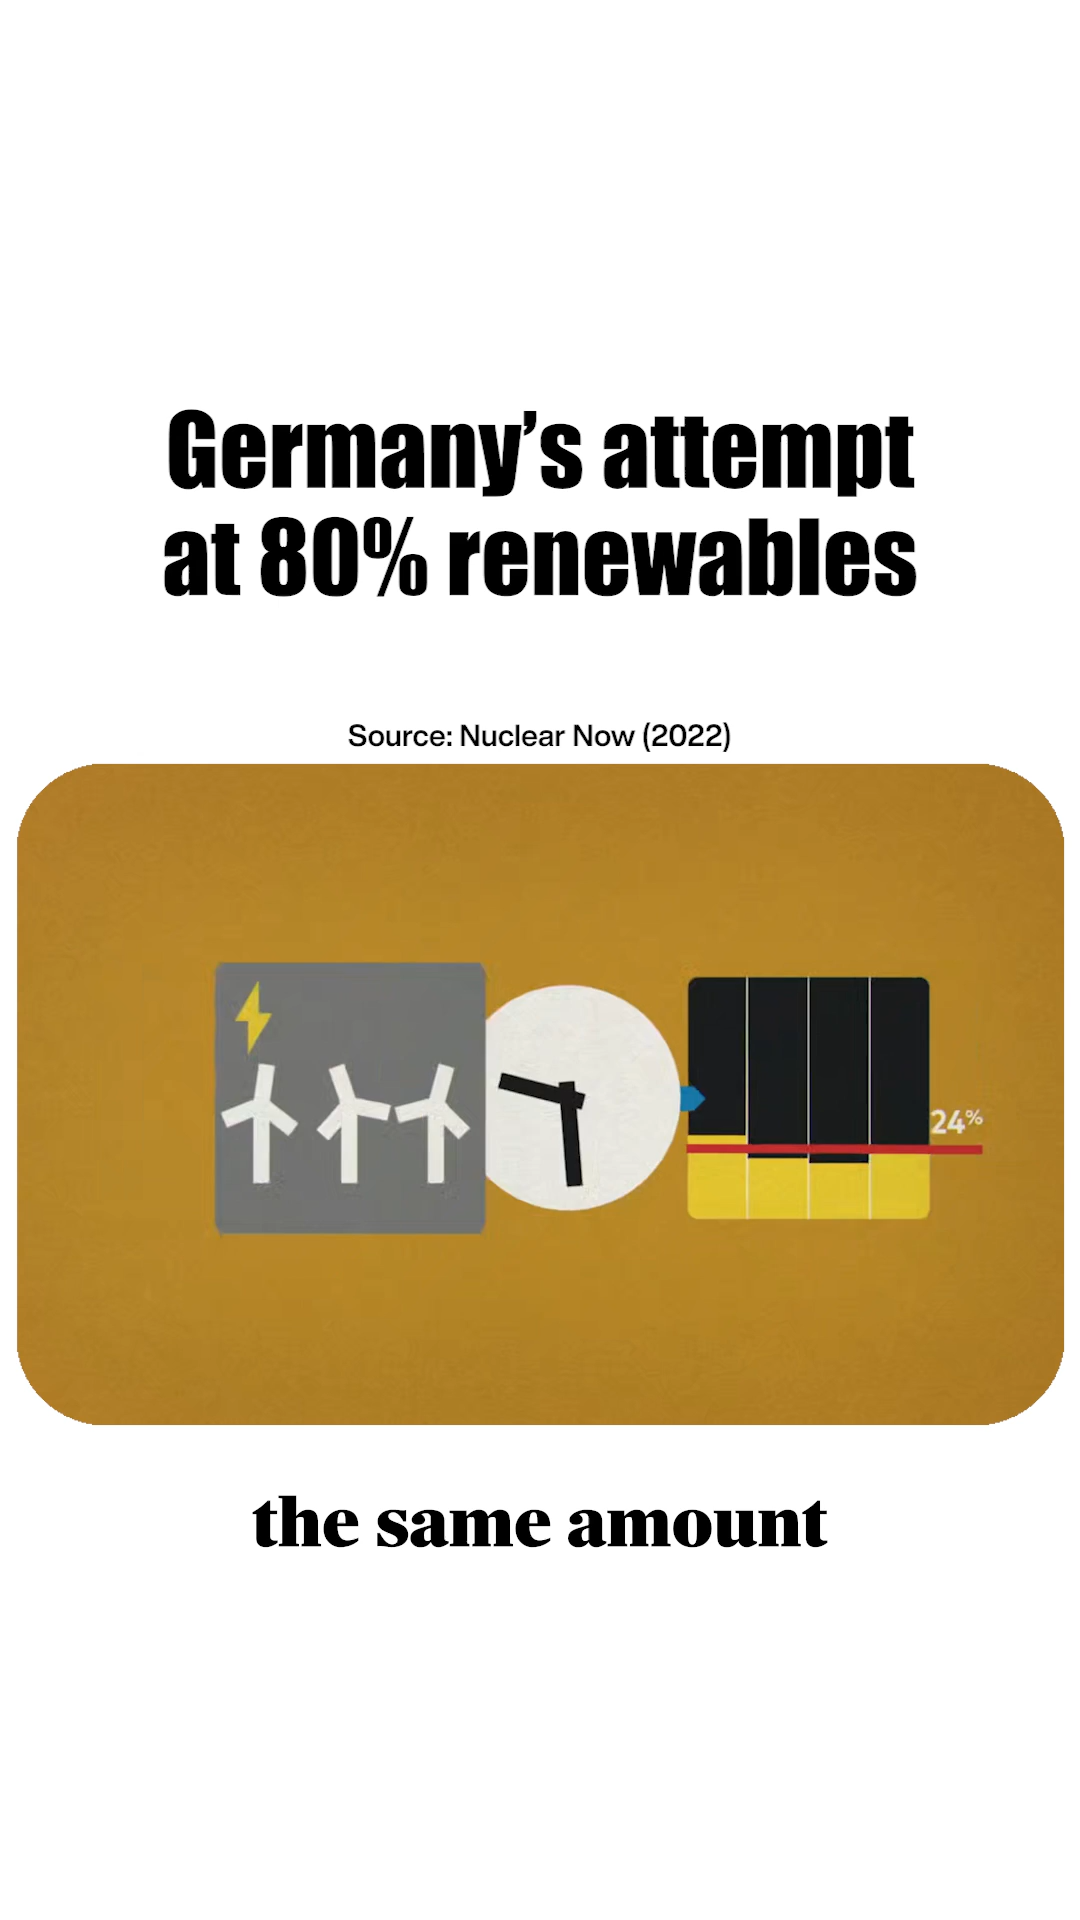 Germany’s attempt
at 80% renewables
Source: Nuclear Now (2022)
24%
the same amount